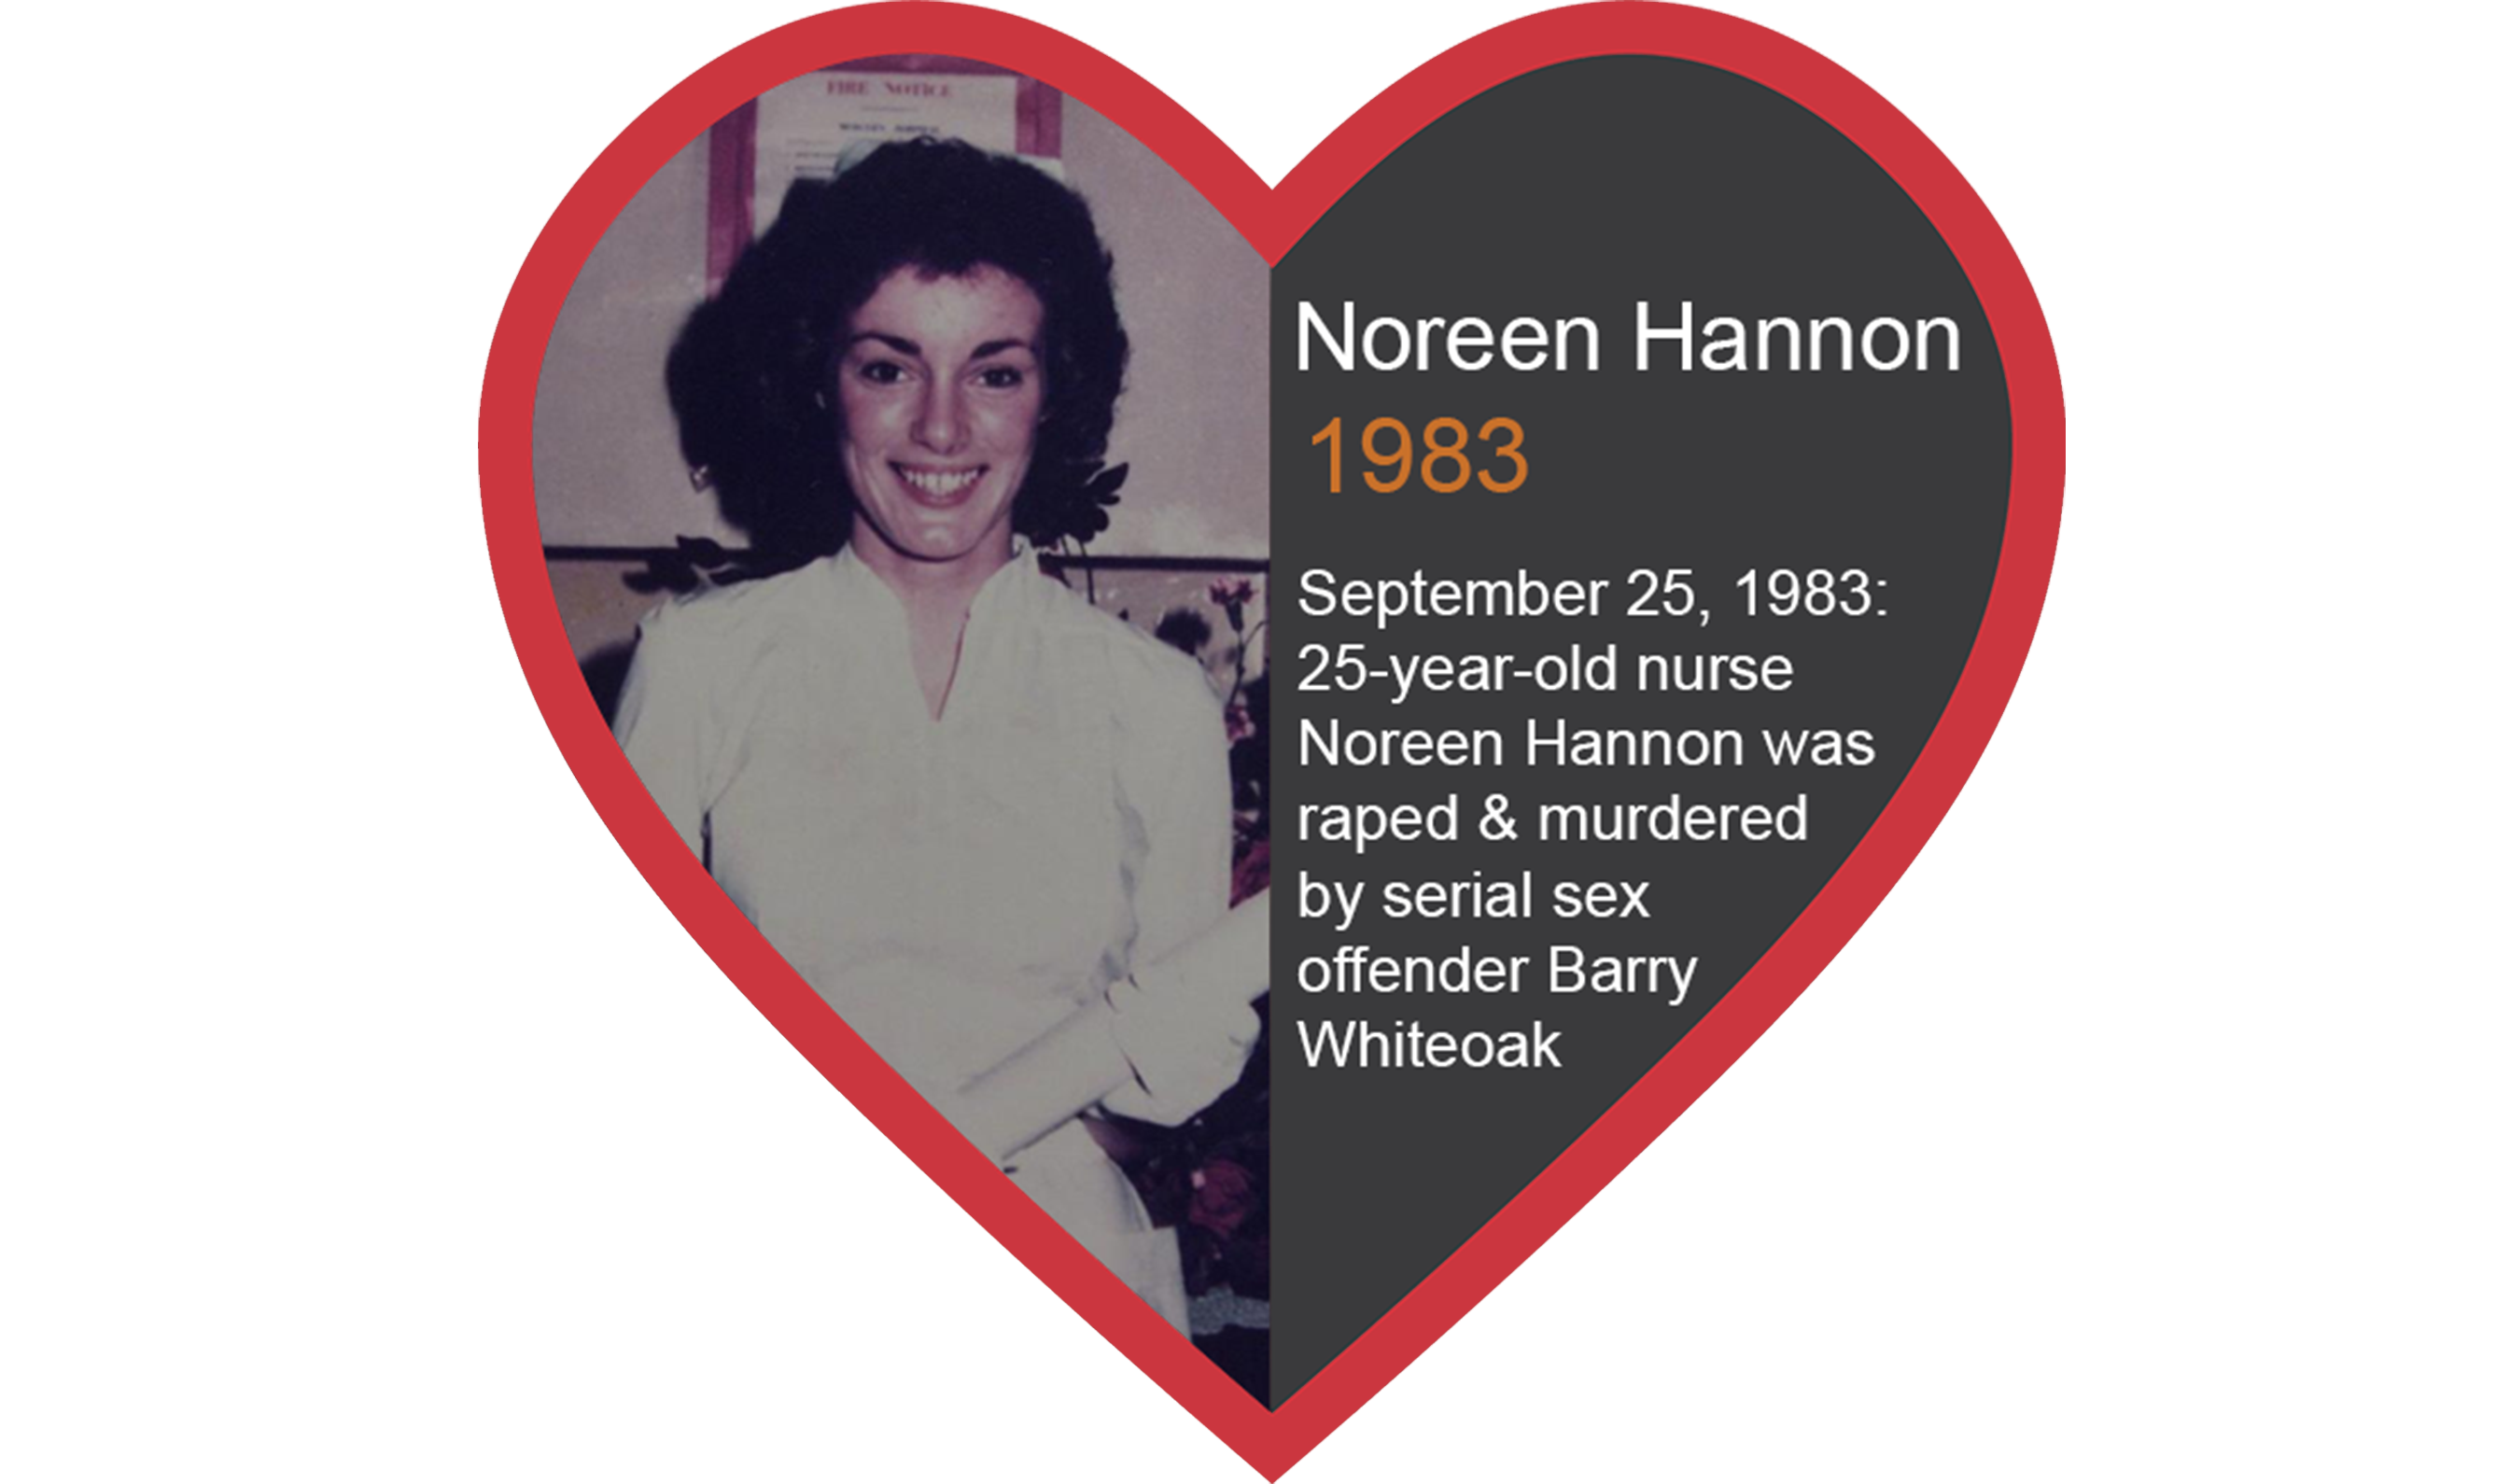 FIRE NOTICE
Noreen Hannon
1983
September 25, 1983:
25-year-old nurse
Noreen Hannon was
raped & murdered
by serial sex
offender Barry
Whiteoak